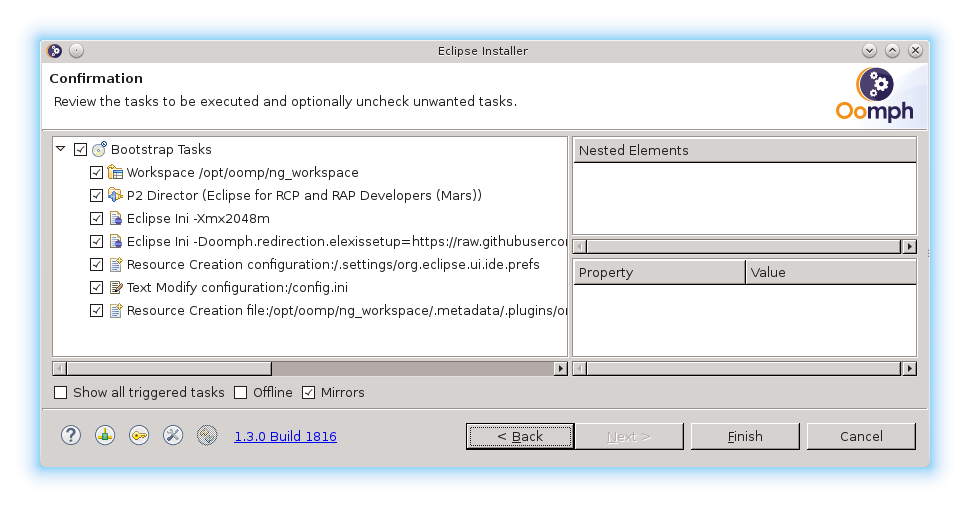 Eclipse Installer
Confirmation
Review the tasks to be executed and optionally uncheck unwanted tasks.
Oomph
Bootstrap Tasks
Workspace /opt/oomp/ng_workspace
P2 Director (Eclipse for RCP and RAP Developers (Mars))
Eclipse Ini -Xmx2048m
Eclipse Ini -Doomph.redirection.elexissetup=https://raw.githubuserco
Resource Creation configuration:/.settings/org.eclipse.ui.ide.prefs
Text Modify configuration:/config.ini
Resource Creation file:/opt/oomp/ng_workspace/.metadata/.plugins/o
Nested Elements
Property Value
Show all triggered tasks Offline Mirrors
1.3.0 Build 1816
< Back Next > Finish Cancel